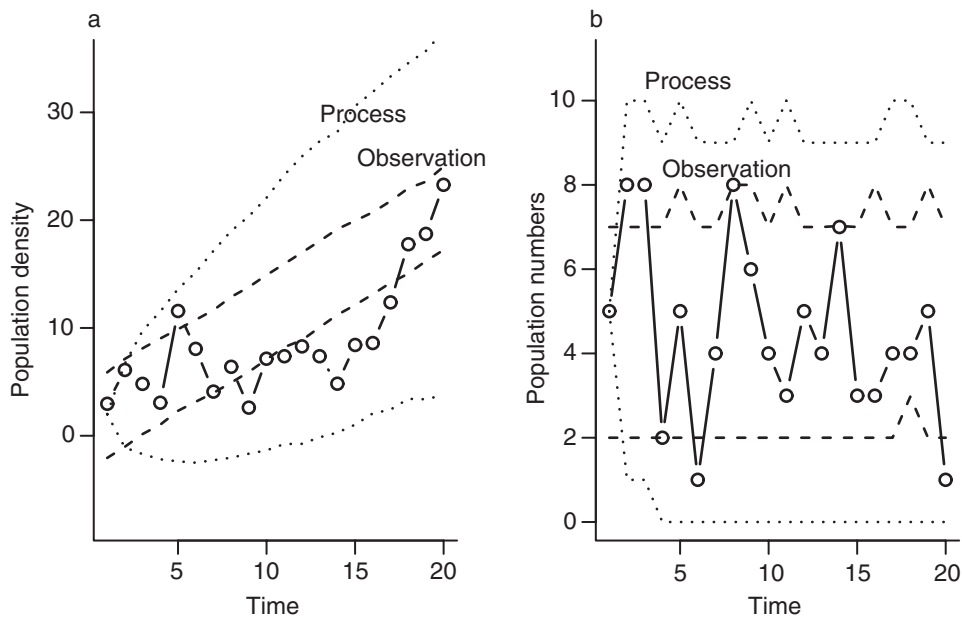 a
Population density
30
20
10
0
Process
Observation
5 10 15 20
Time
b
Population numbers
10
8
6
4
2
0
Process
Observation
5 10 15 20
Time